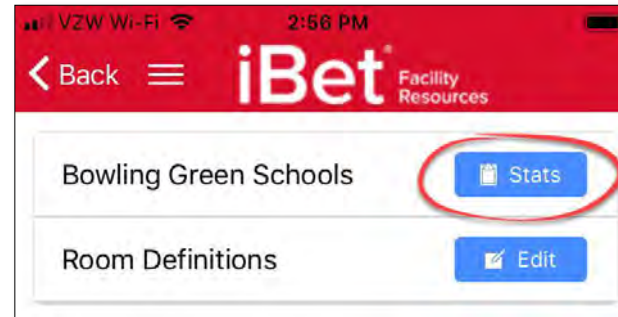 VZW Wi-Fi 2:56 PM
Back iBet Facility
Resources
Bowling Green Schools Stats
Room Definitions Edit